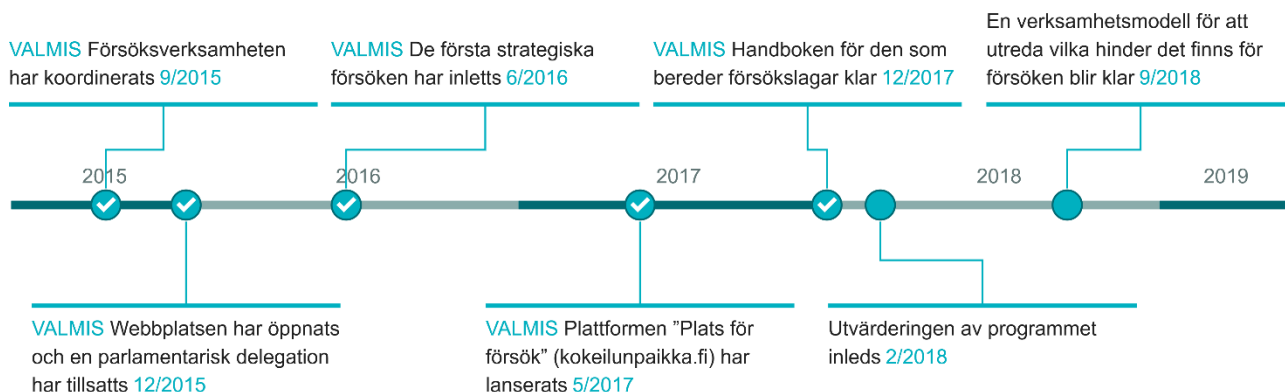 VALMIS Försöksverksamheten
har koordinerats 9/2015
VALMIS De första strategiska
försöken har inletts 6/2016
VALMIS Handboken för den som
bereder försökslagar klar 12/2017
En verksamhetsmodell för att
utreda vilka hinder det finns för
försöken blir klar 9/2018
2015
2016
2017
2018
2019
VALMIS Webbplatsen har öppnats
och en parlamentarisk delegation
har tillsatts 12/2015
VALMIS Plattformen ”Plats för
försök” (kokeilunpaikka.fi) har
lanserats 5/2017
Utvärderingen av programmet
inleds 2/2018